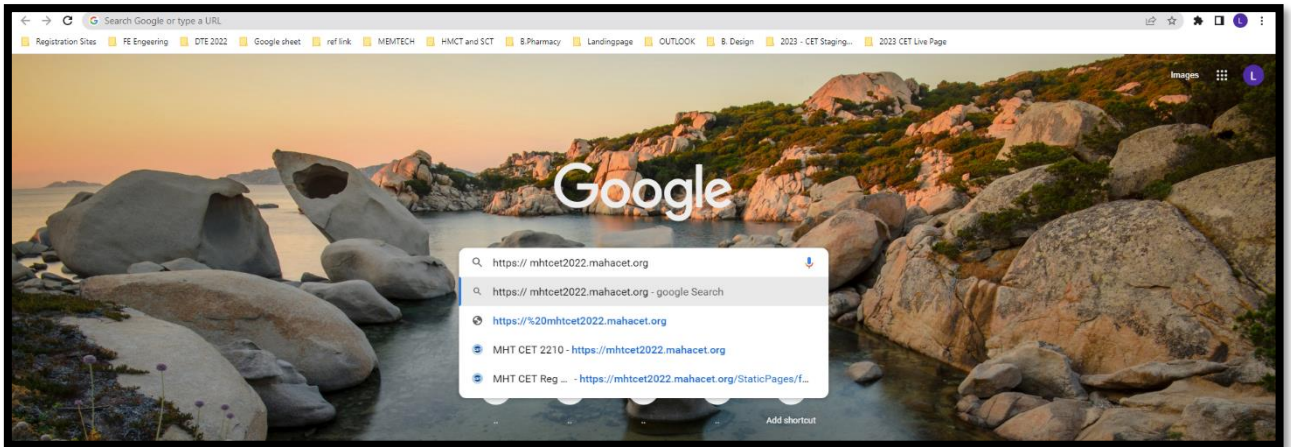 Search Google or type a URL
Registration Sites FE Engeering DTE 2022 Google sheet ref link MEMTECH HMCT and SCT B.Pharmacy Landingpage OUTLOOK B. Design 2023 - CET Staging... 2023 CET Live Page
Images L
Google
https:// mhtcet2022.mahacet.org
https:// mhtcet2022.mahacet.org - google Search
https://%20mhtcet2022.mahacet.org
MHT CET 2210 - https://mhtcet2022.mahacet.org
MHT CET Reg ... - https://mhtcet2022.mahacet.org/StaticPages/f...
Add shortcut